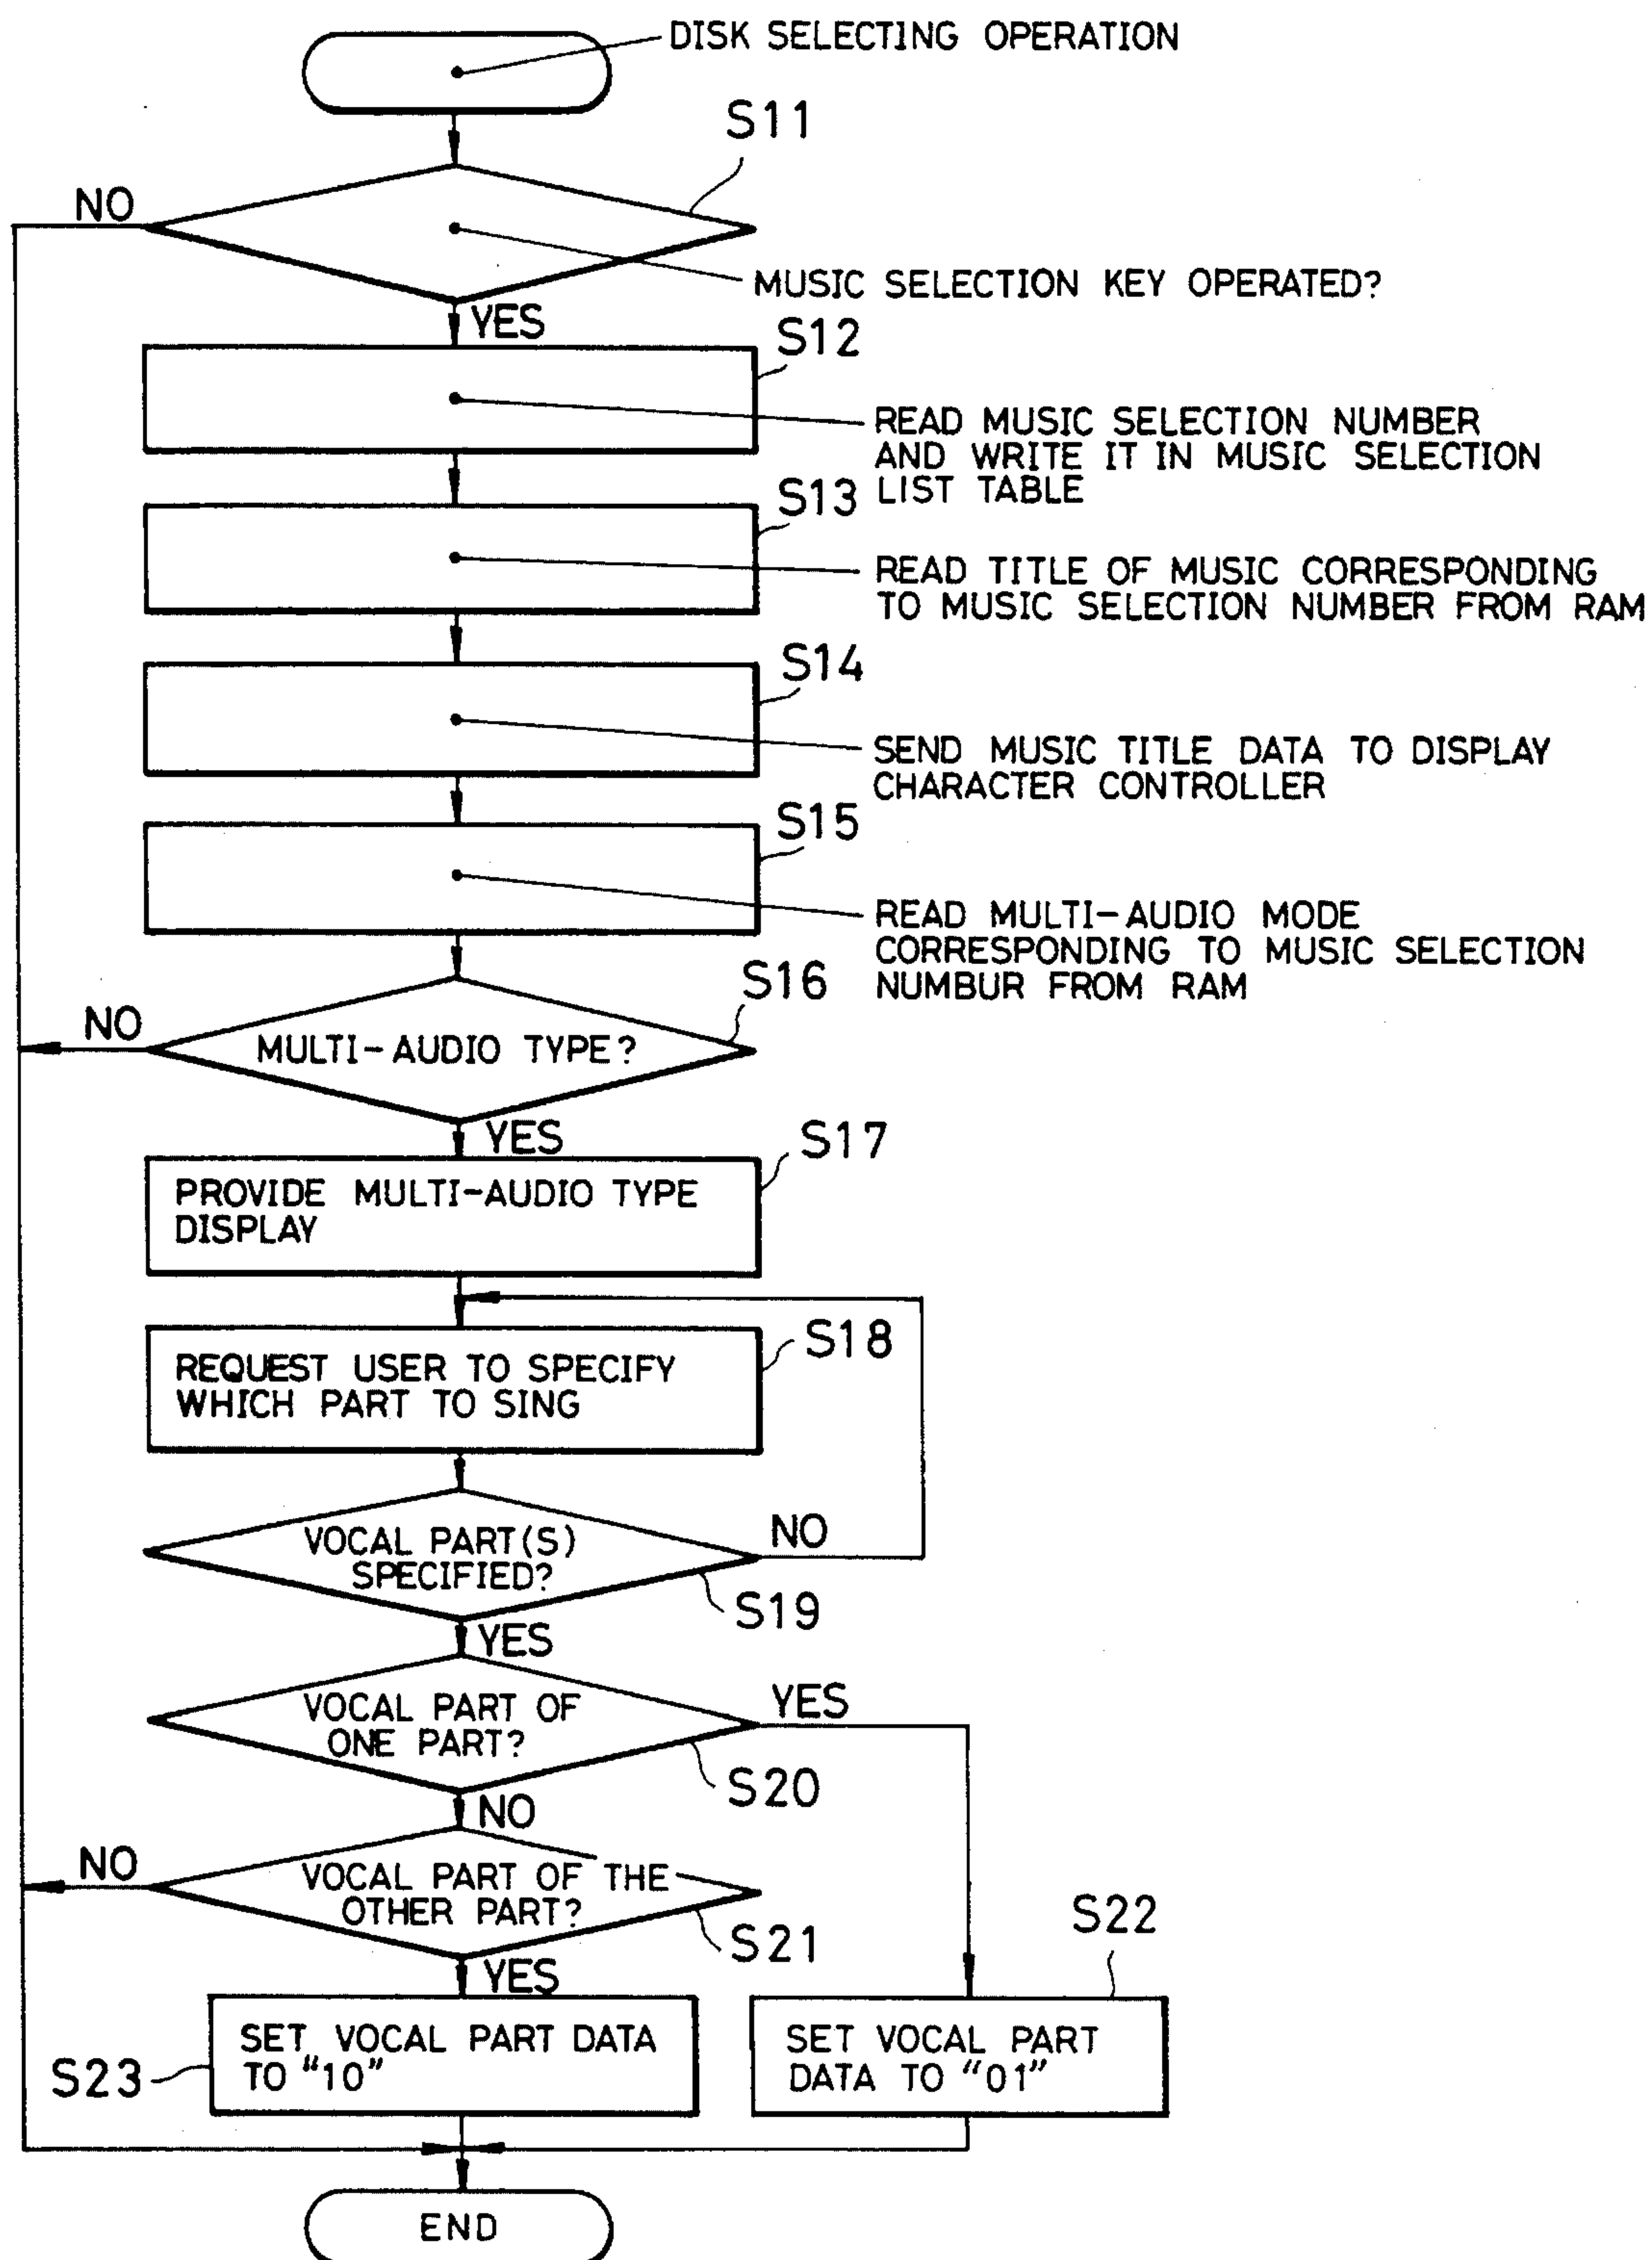 DISK SELECTING OPERATION
S11
NO
MUSIC SELECTION KEY OPERATED?
YES
S12
READ MUSIC SELECTION NUMBER
AND WRITE IT IN MUSIC SELECTION
LIST TABLE
S13
READ TITLE OF MUSIC CORRESPONDING
TO MUSIC SELECTION NUMBER FROM RAM
S14
SEND MUSIC TITLE DATA TO DISPLAY
CHARACTER CONTROLLER
S15
READ MULTI-AUDIO MODE
CORRESPONDING TO MUSIC SELECTION
NUMBUR FROM RAM
S16
NO
MULTI-AUDIO TYPE?
YES
S17
PROVIDE MULTI-AUDIO TYPE
DISPLAY
S18
REQUEST USER TO SPECIFY
WHICH PART TO SING
VOCAL PART(S)
SPECIFIED?
NO
S19
YES
VOCAL PART OF
ONE PART?
YES
S20
NO
NO
VOCAL PART OF THE
OTHER PART?
S21
S22
YES
SET VOCAL PART DATA
TO "10"
S23
SET VOCAL PART
DATA TO "01"
END